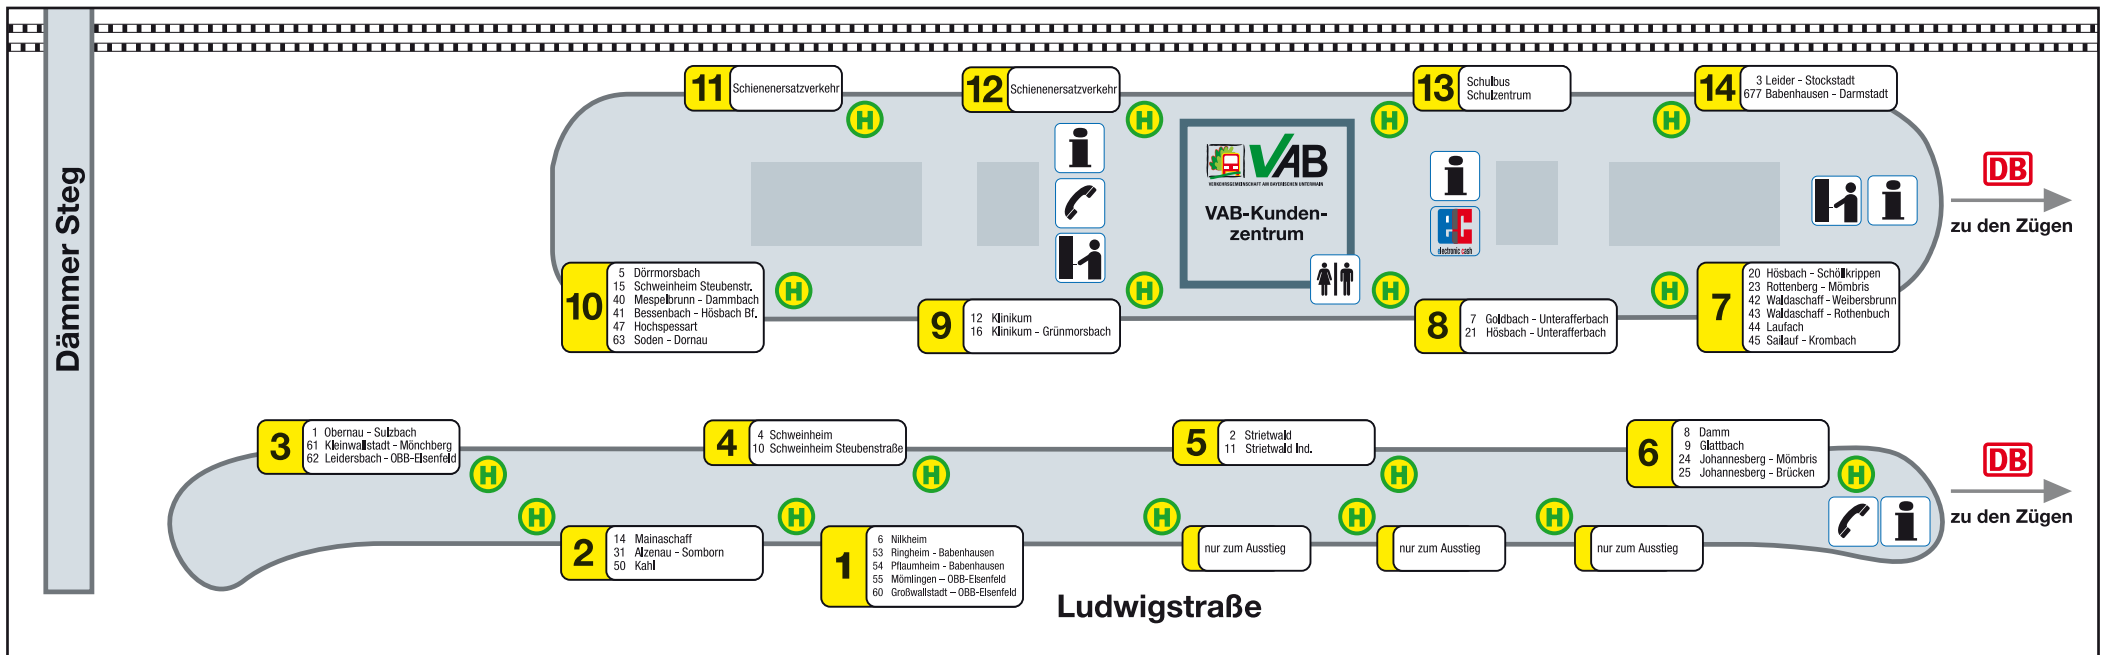 Dämmer Steg
11
Schienenersatzverkehr
12
Schienenersatzverkehr
13
Schulbus
Schulzentrum
14
3 Leider - Stockstadt
677 Babenhausen - Darmstadt
H
H
H
H
VAB
VERKEHRSGEMEINSCHAFT AM BAYERISCHEN UNTERMAIN
VAB-Kunden-
zentrum
i
i
EC
electronic cash
i
DB
zu den Zügen
10
5 Dörrmorsbach
15 Schweinheim Steubenstr.
40 Mespelbrunn - Dammbach
41 Bessenbach - Hösbach Bf.
47 Hochspessart
63 Soden - Dornau
H
9
12 Klinikum
16 Klinikum - Grünmorsbach
H
8
7 Goldbach - Unterafferbach
21 Hösbach - Unterafferbach
H
7
20 Hösbach - Schöllkrippen
23 Rottenberg - Mömbris
42 Waldaschaff - Weibersbrunn
43 Waldaschaff - Rothenbuch
44 Laufach
45 Sailauf - Krombach
H
3
1 Obernau - Sulzbach
61 Kleinwallstadt - Mönchberg
62 Leidersbach - OBB-Elsenfeld
H
4
4 Schweinheim
10 Schweinheim Steubenstraße
H
5
2 Strietwald
11 Strietwald Ind.
H
6
8 Damm
9 Glattbach
24 Johannesberg - Mömbris
25 Johannesberg - Brücken
H
i
DB
zu den Zügen
H
2
14 Mainaschaff
31 Alzenau - Somborn
50 Kahl
H
1
6 Nilkheim
53 Ringheim - Babenhausen
54 Pflaumheim - Babenhausen
55 Mömlingen – OBB-Elsenfeld
60 Großwallstadt – OBB-Elsenfeld
H
nur zum Ausstieg
H
nur zum Ausstieg
H
nur zum Ausstieg
Ludwigstraße